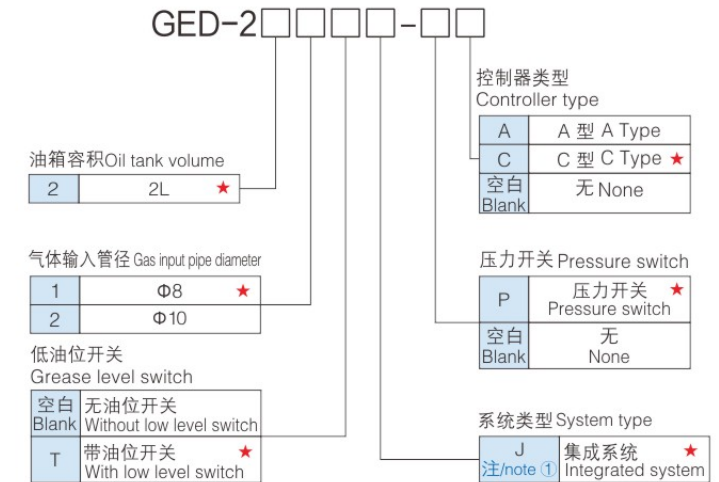 GED-2□□□□-□□
控制器类型
Controller type
A A 型 A Type
C C 型 C Type ★
空白 无 None
Blank
油箱容积Oil tank volume
2 2L ★
气体输入管径 Gas input pipe diameter
1 Φ8 ★
2 Φ10
压力开关 Pressure switch
P 压力开关 ★
Pressure switch
空白 无
Blank None
低油位开关
Grease level switch
空白 无油位开关
Blank Without low level switch
T 带油位开关 ★
With low level switch
系统类型 System type
J 集成系统 ★
注/note ① Integrated system